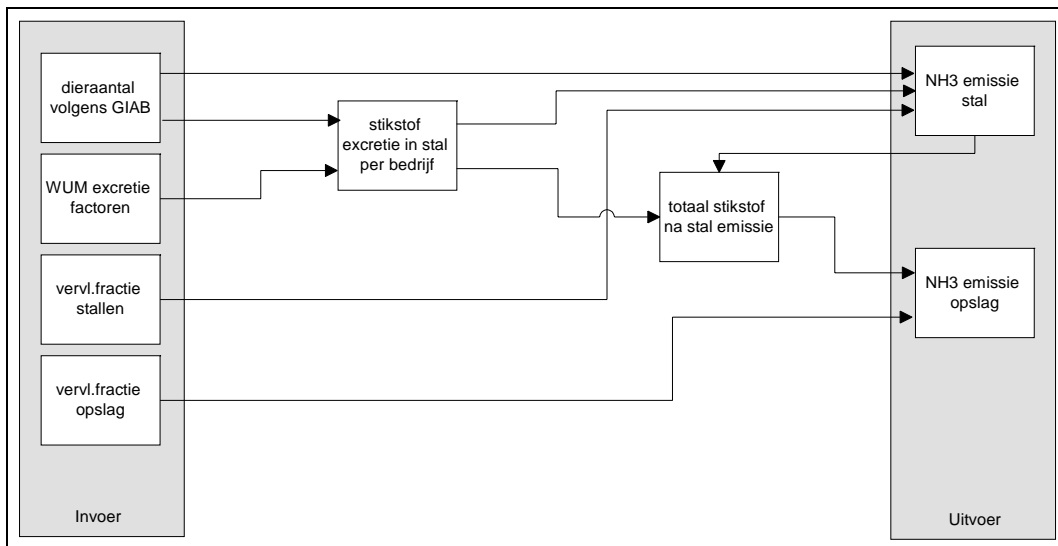 dieraantal
volgens GIAB
WUM excretie
factoren
vervl.fractie
stallen
vervl.fractie
opslag
Invoer
stikstof
excretie in stal
per bedrijf
totaal stikstof
na stal emissie
NH3 emissie
stal
NH3 emissie
opslag
Uitvoer